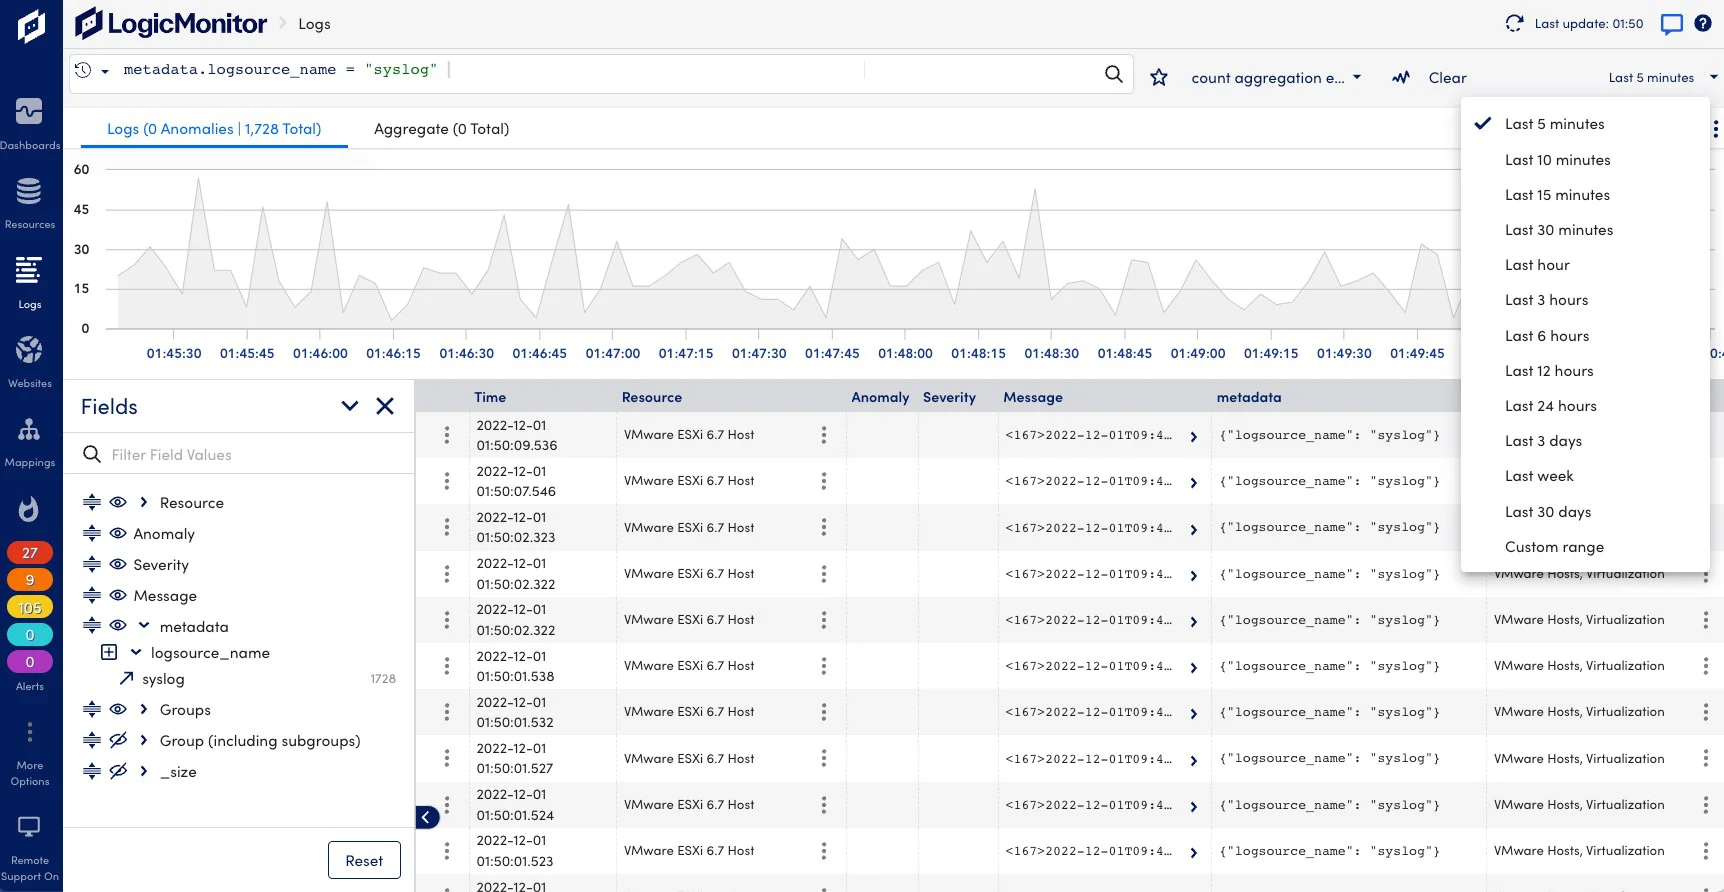 LogicMonitor
Logs
Last update: 01:50
metadata.logsource_name = "syslog"
count aggregation e...
Clear
Last 5 minutes
Logs (0 Anomalies | 1,728 Total)
Aggregate (0 Total)
Last 5 minutes
Last 10 minutes
Last 15 minutes
Last 30 minutes
Last hour
Last 3 hours
Last 6 hours
Last 12 hours
Last 24 hours
Last 3 days
Last week
Last 30 days
Custom range
60
45
30
15
0
01:45:30 01:45:45 01:46:00 01:46:15 01:46:30 01:46:45 01:47:00 01:47:15 01:47:30 01:47:45 01:48:00 01:48:15 01:48:30 01:48:45 01:49:00 01:49:15 01:49:30 01:49:45
Dashboards
Resources
Logs
Websites
Mappings
27
9
105
0
0
Alerts
More
Options
Remote
Support On
Fields
Filter Field Values
Resource
Anomaly
Severity
Message
metadata
logsource_name
syslog 1728
Groups
Group (including subgroups)
_size
Reset
Time Resource Anomaly Severity Message metadata
2022-12-01
01:50:09.536 VMware ESXi 6.7 Host <167>2022-12-01T09:4... {"logsource_name": "syslog"}
2022-12-01
01:50:07.546 VMware ESXi 6.7 Host <167>2022-12-01T09:4... {"logsource_name": "syslog"}
2022-12-01
01:50:02.323 VMware ESXi 6.7 Host <167>2022-12-01T09:4... {"logsource_name": "syslog"}
2022-12-01
01:50:02.322 VMware ESXi 6.7 Host <167>2022-12-01T09:4... {"logsource_name": "syslog"} VMware Hosts, Virtualization
2022-12-01
01:50:02.322 VMware ESXi 6.7 Host <167>2022-12-01T09:4... {"logsource_name": "syslog"} VMware Hosts, Virtualization
2022-12-01
01:50:01.538 VMware ESXi 6.7 Host <167>2022-12-01T09:4... {"logsource_name": "syslog"} VMware Hosts, Virtualization
2022-12-01
01:50:01.532 VMware ESXi 6.7 Host <167>2022-12-01T09:4... {"logsource_name": "syslog"} VMware Hosts, Virtualization
2022-12-01
01:50:01.527 VMware ESXi 6.7 Host <167>2022-12-01T09:4... {"logsource_name": "syslog"} VMware Hosts, Virtualization
2022-12-01
01:50:01.524 VMware ESXi 6.7 Host <167>2022-12-01T09:4... {"logsource_name": "syslog"} VMware Hosts, Virtualization
2022-12-01
01:50:01.523 VMware ESXi 6.7 Host <167>2022-12-01T09:4... {"logsource_name": "syslog"} VMware Hosts, Virtualization
2022-12-01